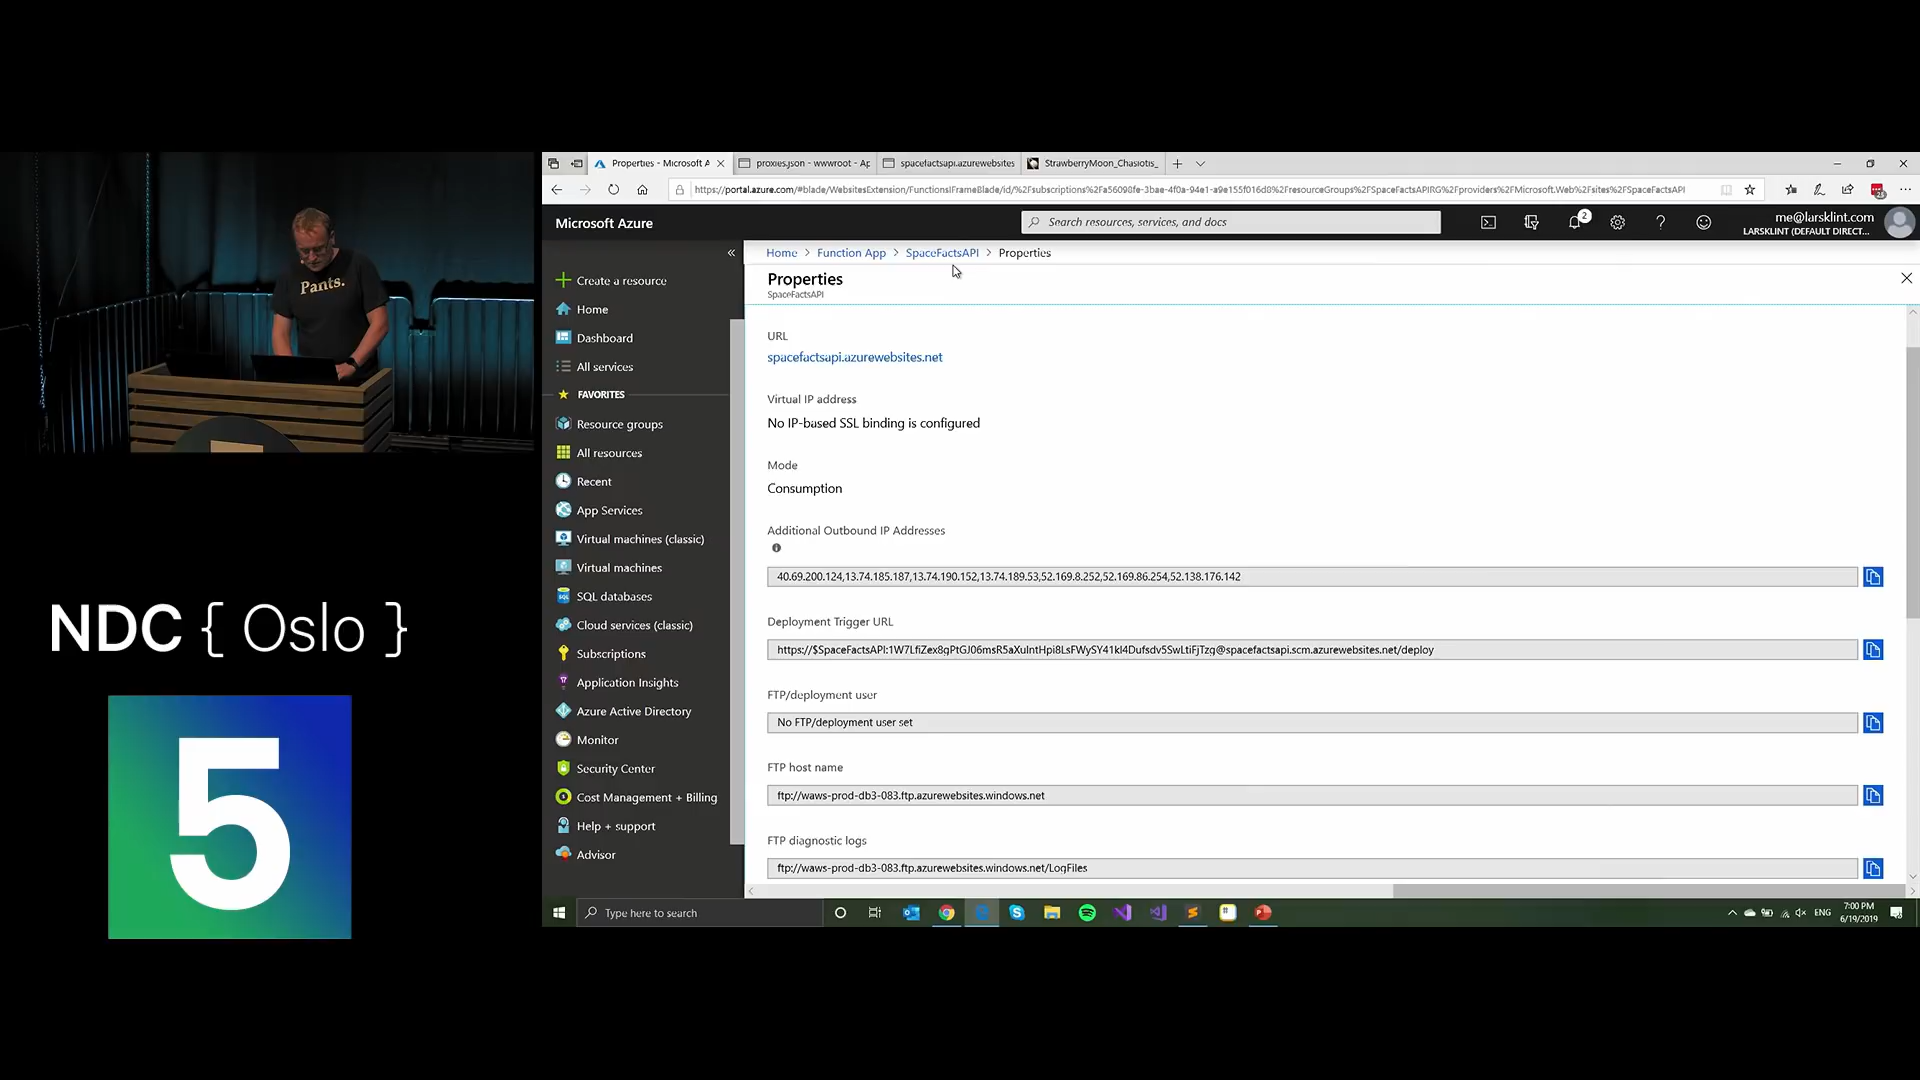 Pants.
NDC { Oslo }
5
Properties - Microsoft A
proxies.json - wwwroot - Ap
spacefactsapi.azurewebsites
StrawberryMoon_Chasiotis_
Microsoft Azure
Search resources, services, and docs
2
me@larsklint.com
LARSKLINT (DEFAULT DIRECT...
Create a resource
Home
Dashboard
All services
FAVORITES
Resource groups
All resources
Recent
App Services
Virtual machines (classic)
Virtual machines
SQL databases
Cloud services (classic)
Subscriptions
Application Insights
Azure Active Directory
Monitor
Security Center
Cost Management + Billing
Help + support
Advisor
Home > Function App > SpaceFactsAPI > Properties
Properties
SpaceFactsAPI
URL
spacefactsapi.azurewebsites.net
Virtual IP address
No IP-based SSL binding is configured
Mode
Consumption
Additional Outbound IP Addresses
40.69.200.124,13.74.185.187,13.74.190.152,13.74.189.53,52.169.8.252,52.169.86.254,52.138.176.142
Deployment Trigger URL
FTP/deployment user
No FTP/deployment user set
FTP host name
ftp://waws-prod-db3-083.ftp.azurewebsites.windows.net
FTP diagnostic logs
ftp://waws-prod-db3-083.ftp.azurewebsites.windows.net/LogFiles
Type here to search
ENG
7:00 PM
6/19/2019